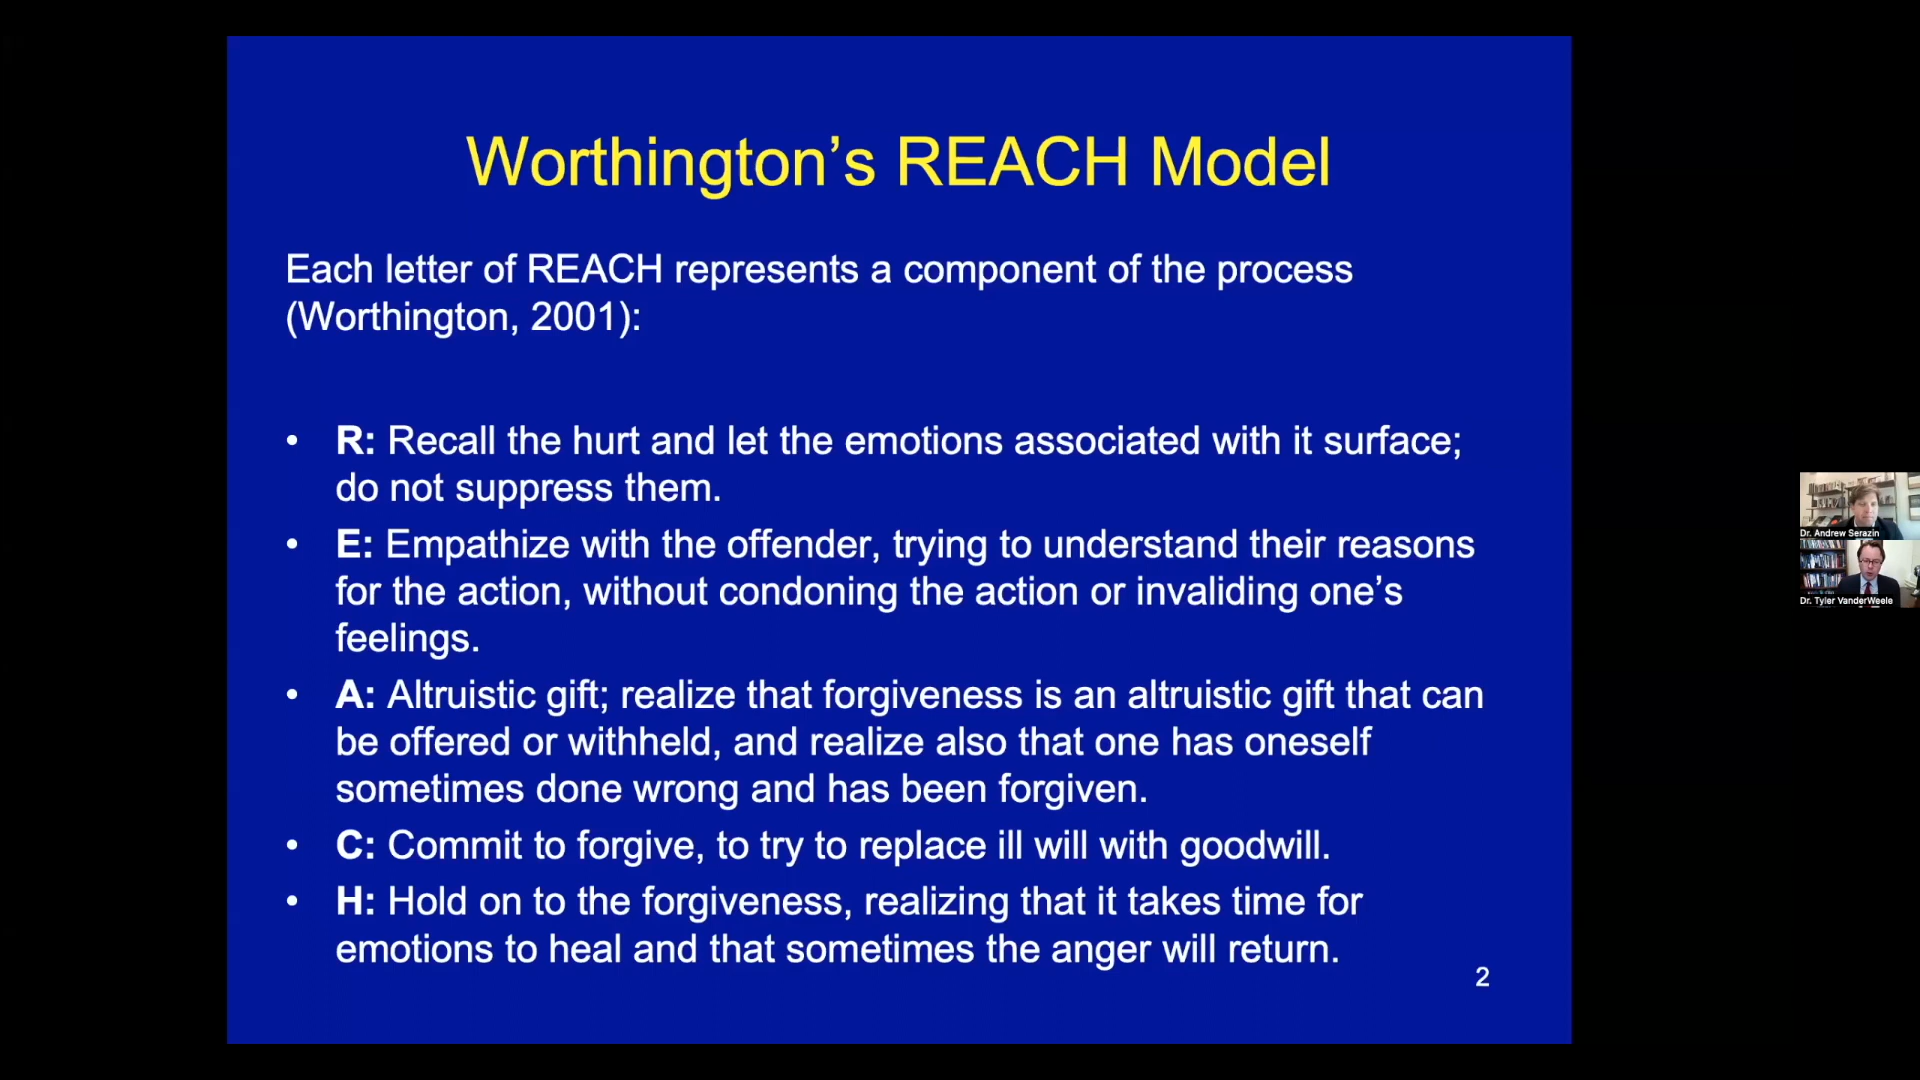 Worthington’s REACH Model
Each letter of REACH represents a component of the process
(Worthington, 2001):
• R: Recall the hurt and let the emotions associated with it surface;
do not suppress them.
• E: Empathize with the offender, trying to understand their reasons
for the action, without condoning the action or invaliding one’s
feelings.
• A: Altruistic gift; realize that forgiveness is an altruistic gift that can
be offered or withheld, and realize also that one has oneself
sometimes done wrong and has been forgiven.
• C: Commit to forgive, to try to replace ill will with goodwill.
• H: Hold on to the forgiveness, realizing that it takes time for
emotions to heal and that sometimes the anger will return.
2
Dr. Andrew Serazin
Dr. Tyler VanderWeele